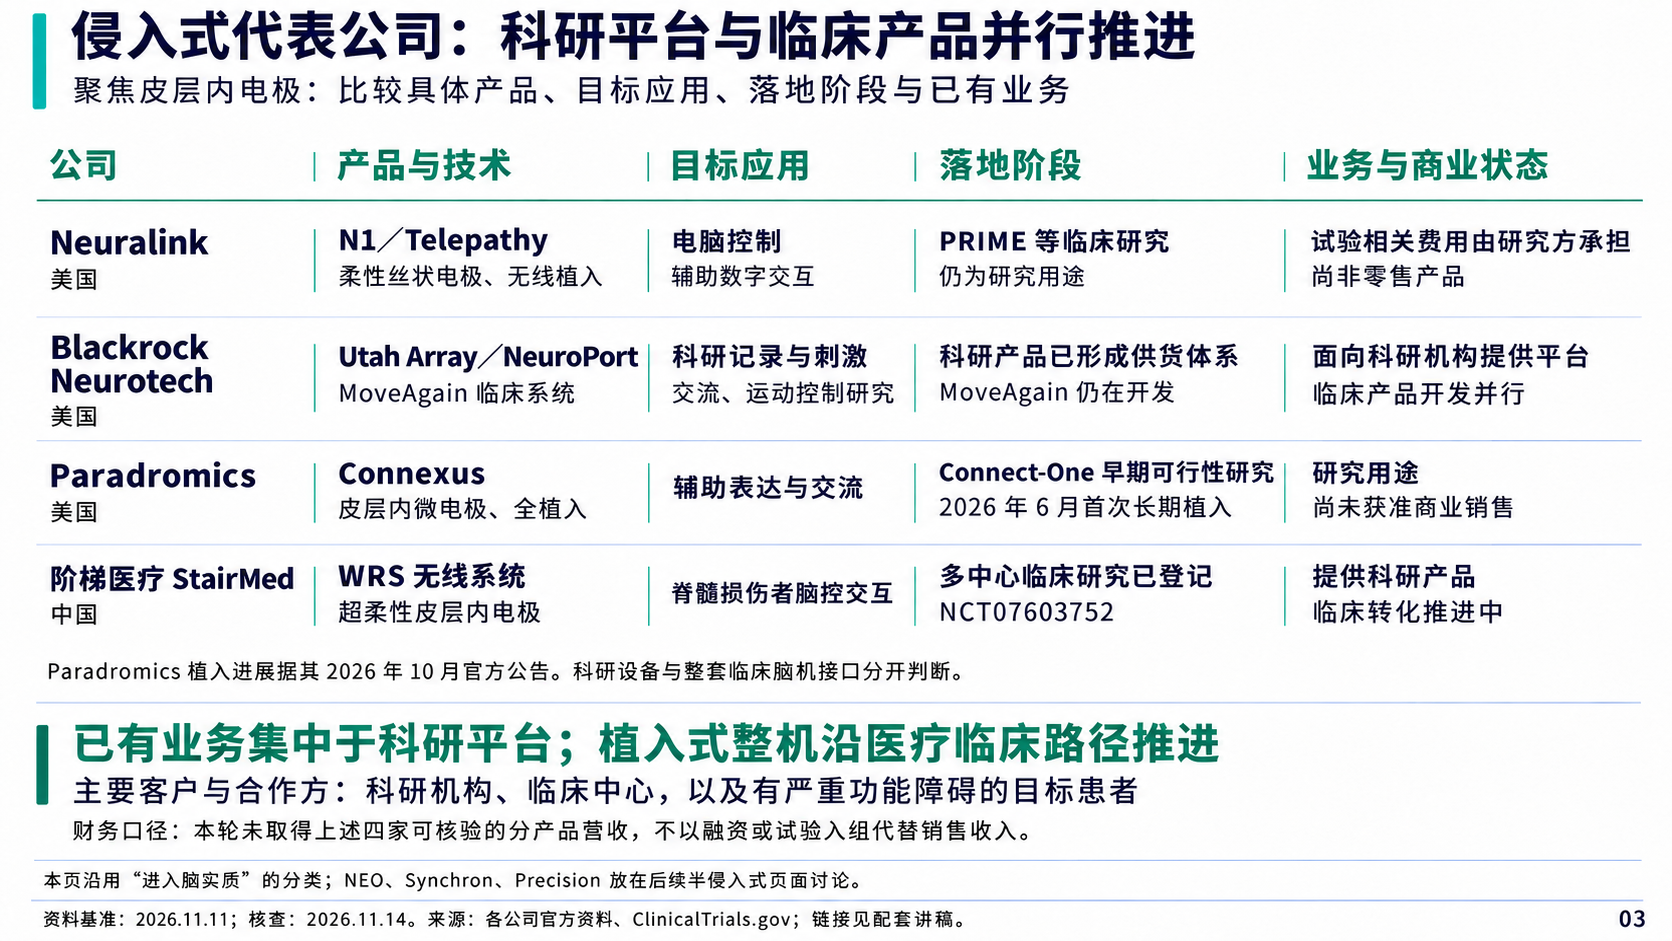 侵入式代表公司：科研平台与临床产品并行推进
聚焦皮层内电极：比较具体产品、目标应用、落地阶段与已有业务
公司
产品与技术
目标应用
落地阶段
业务与商业状态
Neuralink
美国
N1／Telepathy
柔性丝状电极、无线植入
电脑控制
辅助数字交互
PRIME 等临床研究
仍为研究用途
试验相关费用由研究方承担
尚非零售产品
Blackrock
Neurotech
美国
Utah Array／NeuroPort
MoveAgain 临床系统
科研记录与刺激
交流、运动控制研究
科研产品已形成供货体系
MoveAgain 仍在开发
面向科研机构提供平台
临床产品开发并行
Paradromics
美国
Connexus
皮层内微电极、全植入
辅助表达与交流
Connect-One 早期可行性研究
2026 年 6 月首次长期植入
研究用途
尚未获准商业销售
阶梯医疗 StairMed
中国
WRS 无线系统
超柔性皮层内电极
脊髓损伤者脑控交互
多中心临床研究已登记
NCT07603752
提供科研产品
临床转化推进中
Paradromics 植入进展据其 2026 年 10 月官方公告。科研设备与整套临床脑机接口分开判断。
已有业务集中于科研平台；植入式整机沿医疗临床路径推进
主要客户与合作方：科研机构、临床中心，以及有严重功能障碍的目标患者
财务口径：本轮未取得上述四家可核验的分产品营收，不以融资或试验入组代替销售收入。
本页沿用“进入脑实质”的分类；NEO、Synchron、Precision 放在后续半侵入式页面讨论。
资料基准：2026.11.11；核查：2026.11.14。来源：各公司官方资料、ClinicalTrials.gov；链接见配套讲稿。
03